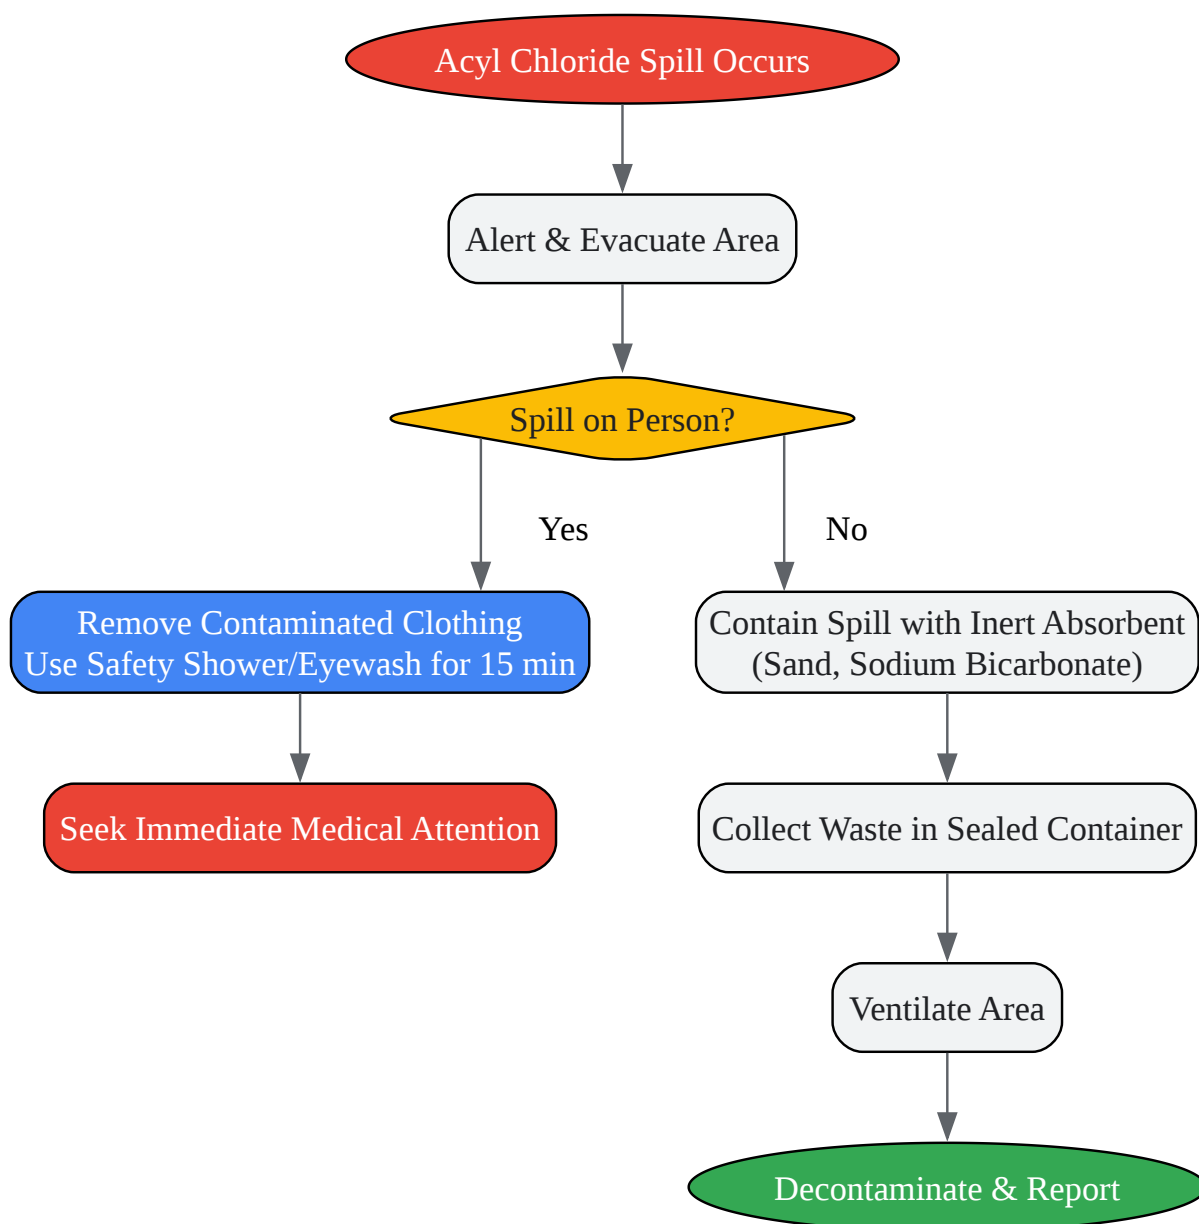 Acyl Chloride Spill Occurs
Alert & Evacuate Area
Spill on Person?
Yes
No
Remove Contaminated Clothing
Use Safety Shower/Eyewash for 15 min
Contain Spill with Inert Absorbent
(Sand, Sodium Bicarbonate)
Seek Immediate Medical Attention
Collect Waste in Sealed Container
Ventilate Area
Decontaminate & Report